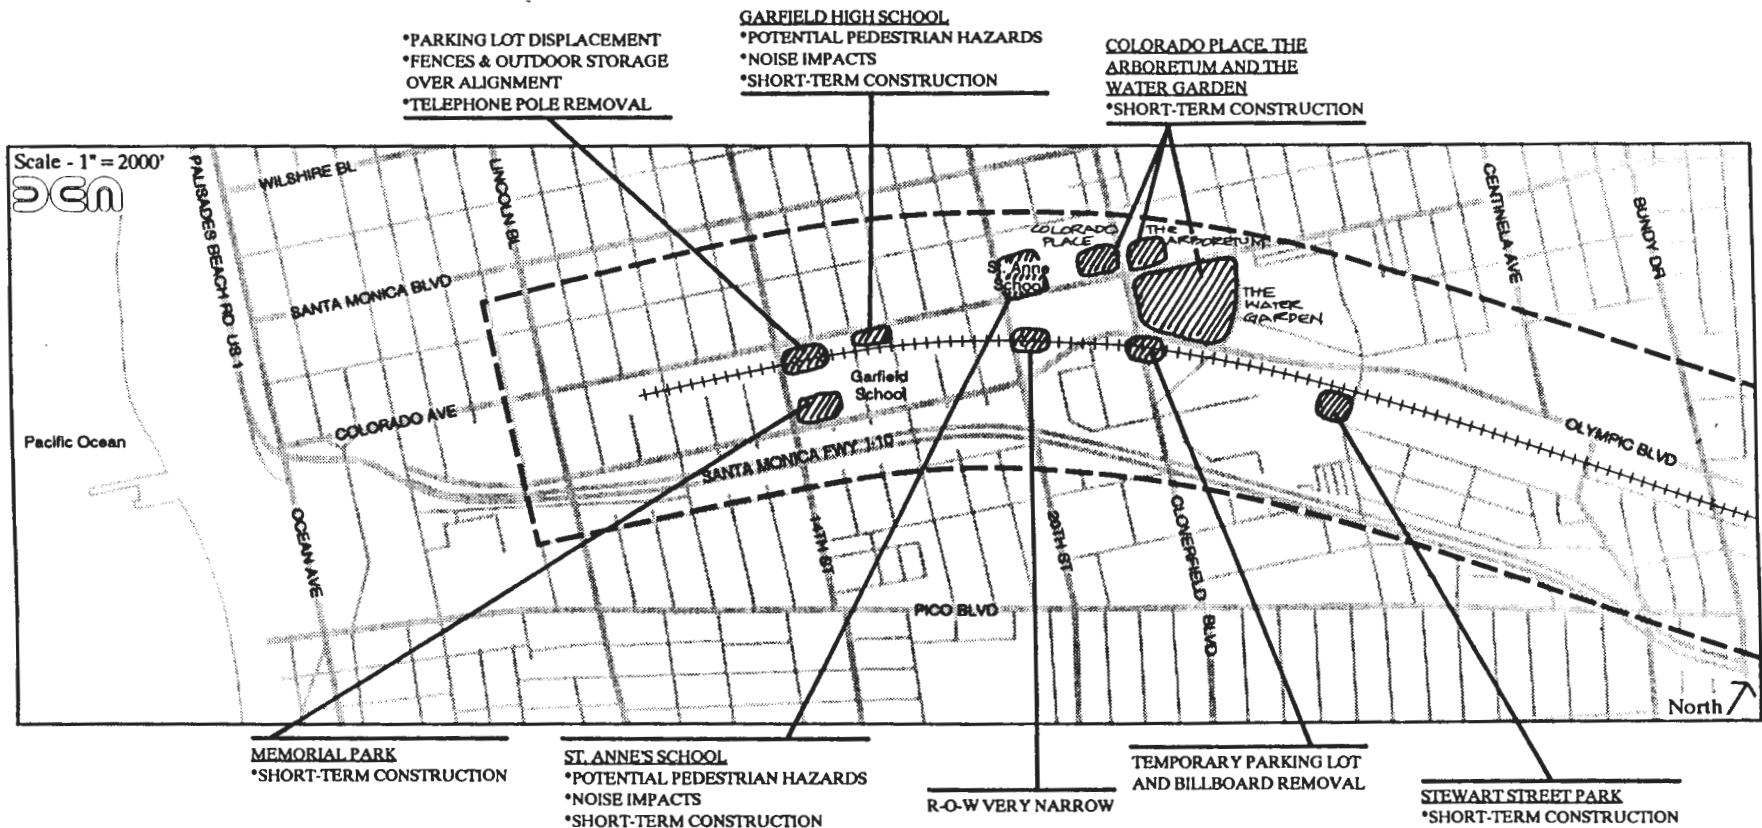 *PARKING LOT DISPLACEMENT
*FENCES & OUTDOOR STORAGE
OVER ALIGNMENT
*TELEPHONE POLE REMOVAL
GARFIELD HIGH SCHOOL
*POTENTIAL PEDESTRIAN HAZARDS
*NOISE IMPACTS
*SHORT-TERM CONSTRUCTION
COLORADO PLACE, THE
ARBORETUM AND THE
WATER GARDEN
*SHORT-TERM CONSTRUCTION
Scale - 1" = 2000'
PALISADES BEACH RD US 1
WILSHIRE BL
LINCOLN BL
SANTA MONICA BLVD
COLORADO AVE
Pacific Ocean
OCEAN AVE
SANTA MONICA FWY. I-10
14TH ST
Garfield
School
COLORADO
PLACE
St. Anne
School
THE
ARBORETUM
THE
WATER
GARDEN
CENTINELA AVE
BUNDY DR
OLYMPIC BLVD
20TH ST
CLOVERFIELD BLVD
PICO BLVD
North
MEMORIAL PARK
*SHORT-TERM CONSTRUCTION
ST. ANNE'S SCHOOL
*POTENTIAL PEDESTRIAN HAZARDS
*NOISE IMPACTS
*SHORT-TERM CONSTRUCTION
R-O-W VERY NARROW
TEMPORARY PARKING LOT
AND BILLBOARD REMOVAL
STEWART STREET PARK
*SHORT-TERM CONSTRUCTION